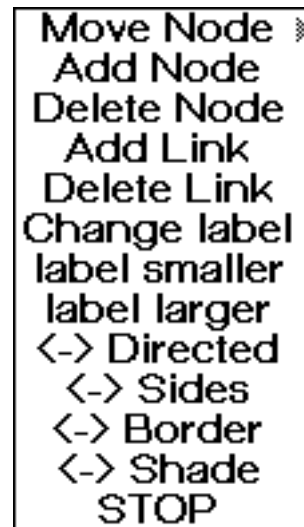 Move Node
Add Node
Delete Node
Add Link
Delete Link
Change label
label smaller
label larger
<-> Directed
<-> Sides
<-> Border
<-> Shade
STOP